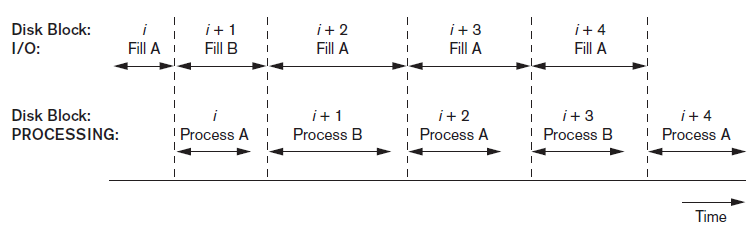 Disk Block: i i + 1 i + 2 i + 3 i + 4
I/O: Fill A Fill B Fill A Fill A Fill A
Disk Block: i i + 1 i + 2 i + 3 i + 4
PROCESSING: Process A Process B Process A Process B Process A
Time